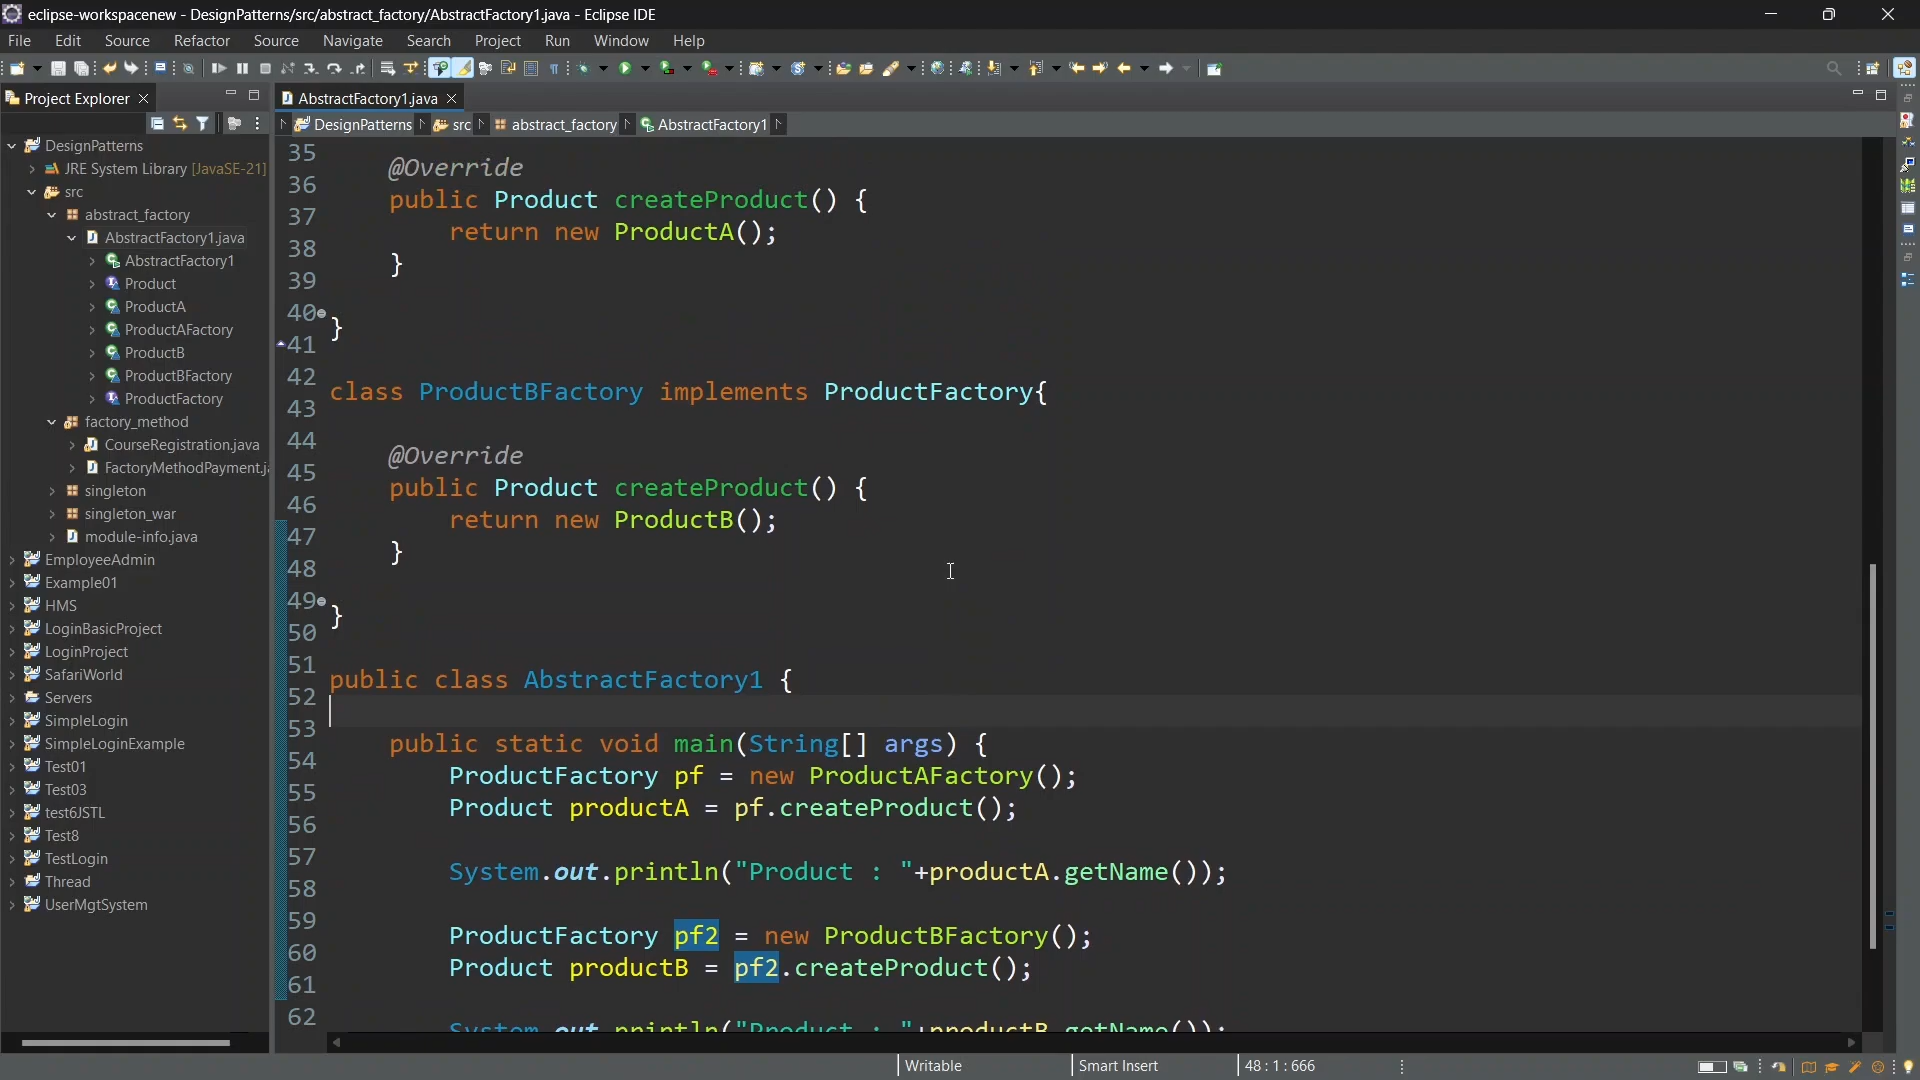 eclipse-workspacenew - DesignPatterns/src/abstract_factory/AbstractFactory1.java - Eclipse IDE
File Edit Source Refactor Source Navigate Search Project Run Window Help
Project Explorer
AbstractFactory1.java
DesignPatterns src abstract_factory AbstractFactory1
DesignPatterns
JRE System Library [JavaSE-21]
src
abstract_factory
AbstractFactory1.java
AbstractFactory1
Product
ProductA
ProductAFactory
ProductB
ProductBFactory
ProductFactory
factory_method
CourseRegistration.java
FactoryMethodPayment.ja
singleton
singleton_war
module-info.java
EmployeeAdmin
Example01
HMS
LoginBasicProject
LoginProject
SafariWorld
Servers
SimpleLogin
SimpleLoginExample
Test01
Test03
test6JSTL
Test8
TestLogin
Thread
UserMgtSystem
35
36
37
38
39
40
41
42
43
44
45
46
47
48
49
50
51
52
53
54
55
56
57
58
59
60
61
62
@Override
public Product createProduct() {
return new ProductA();
}
}
class ProductBFactory implements ProductFactory{
@Override
public Product createProduct() {
return new ProductB();
}
}
public class AbstractFactory1 {
public static void main(String[] args) {
ProductFactory pf = new ProductAFactory();
Product productA = pf.createProduct();
System.out.println("Product : "+productA.getName());
ProductFactory pf2 = new ProductBFactory();
Product productB = pf2.createProduct();
System.out.println("Product : "+productB.getName());
Writable Smart Insert 48 : 1 : 666